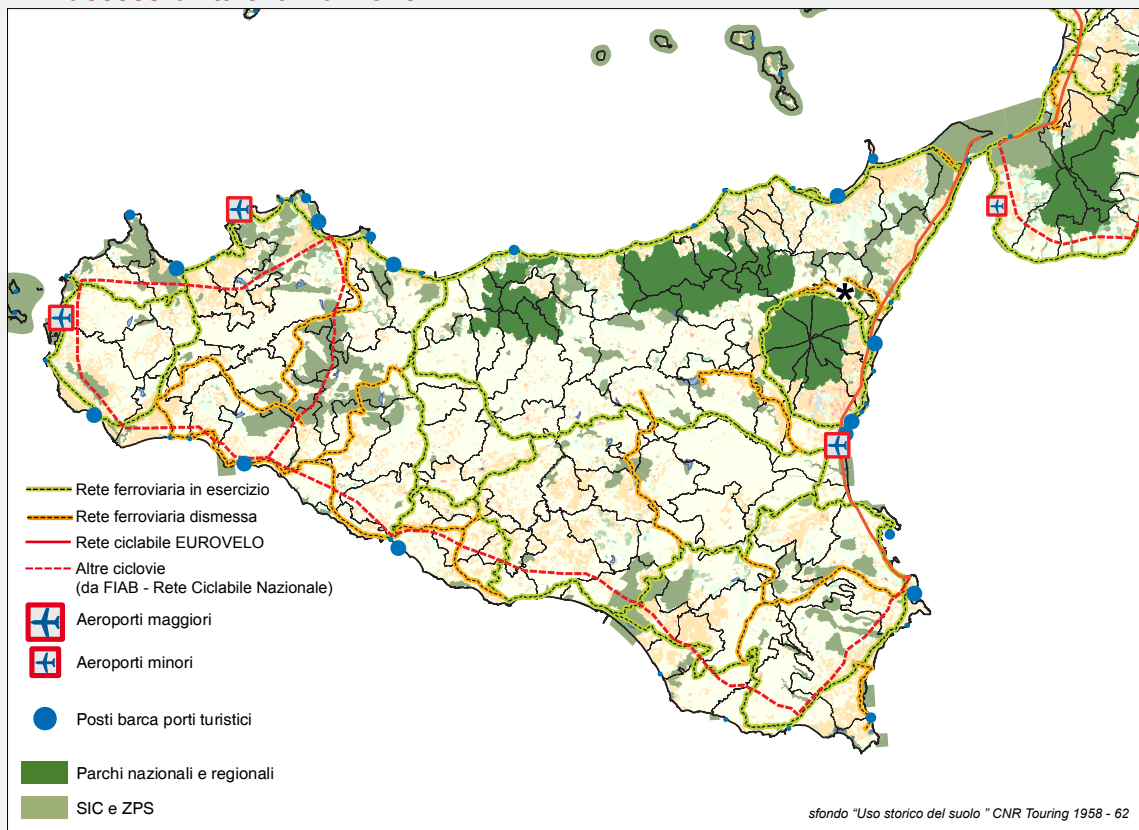 Rete ferroviaria in esercizio
Rete ferroviaria dismessa
Rete ciclabile EUROVELO
Altre ciclovie
(da FIAB - Rete Ciclabile Nazionale)
Aeroporti maggiori
Aeroporti minori
Posti barca porti turistici
Parchi nazionali e regionali
SIC e ZPS
*
sfondo “Uso storico del suolo ” CNR Touring 1958 - 62